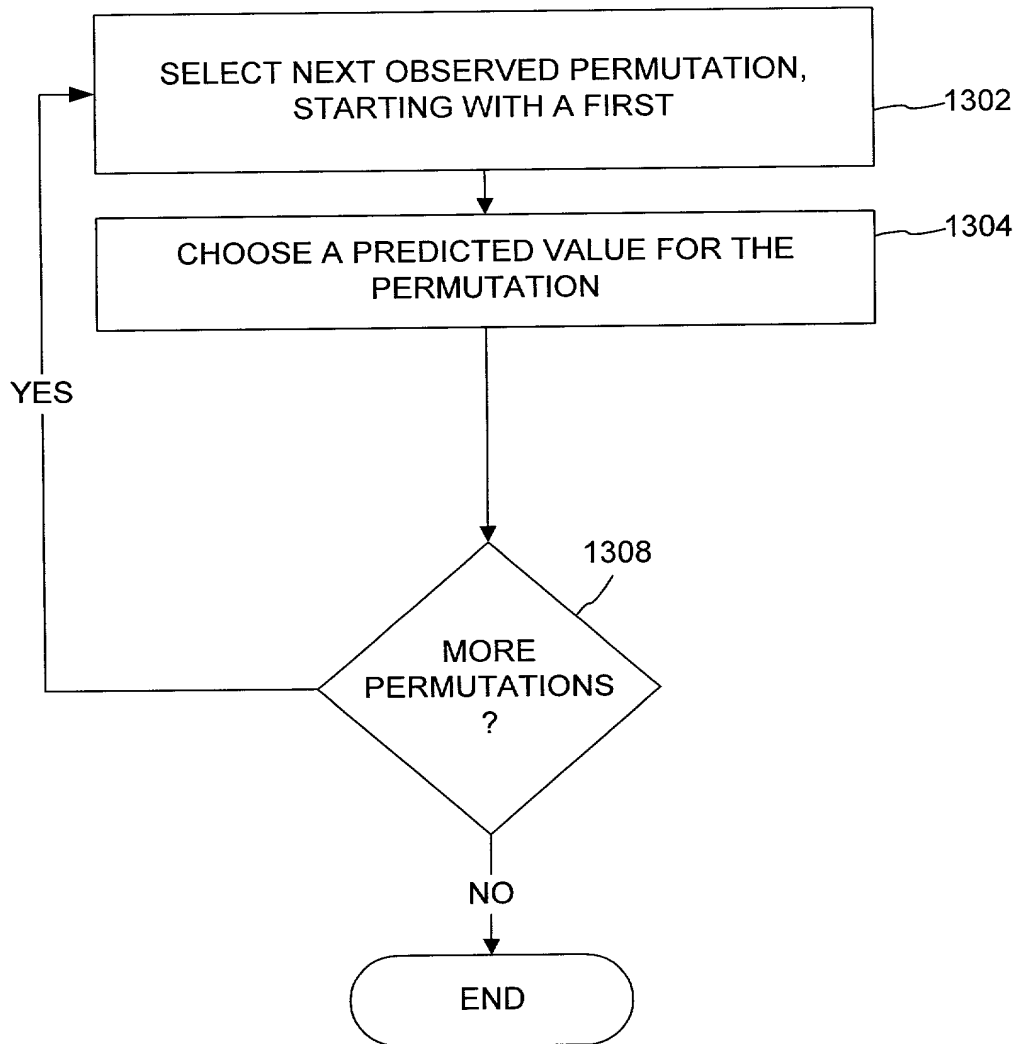 SELECT NEXT OBSERVED PERMUTATION,
STARTING WITH A FIRST
1302
1304
CHOOSE A PREDICTED VALUE FOR THE
PERMUTATION
YES
1308
MORE
PERMUTATIONS
?
NO
END